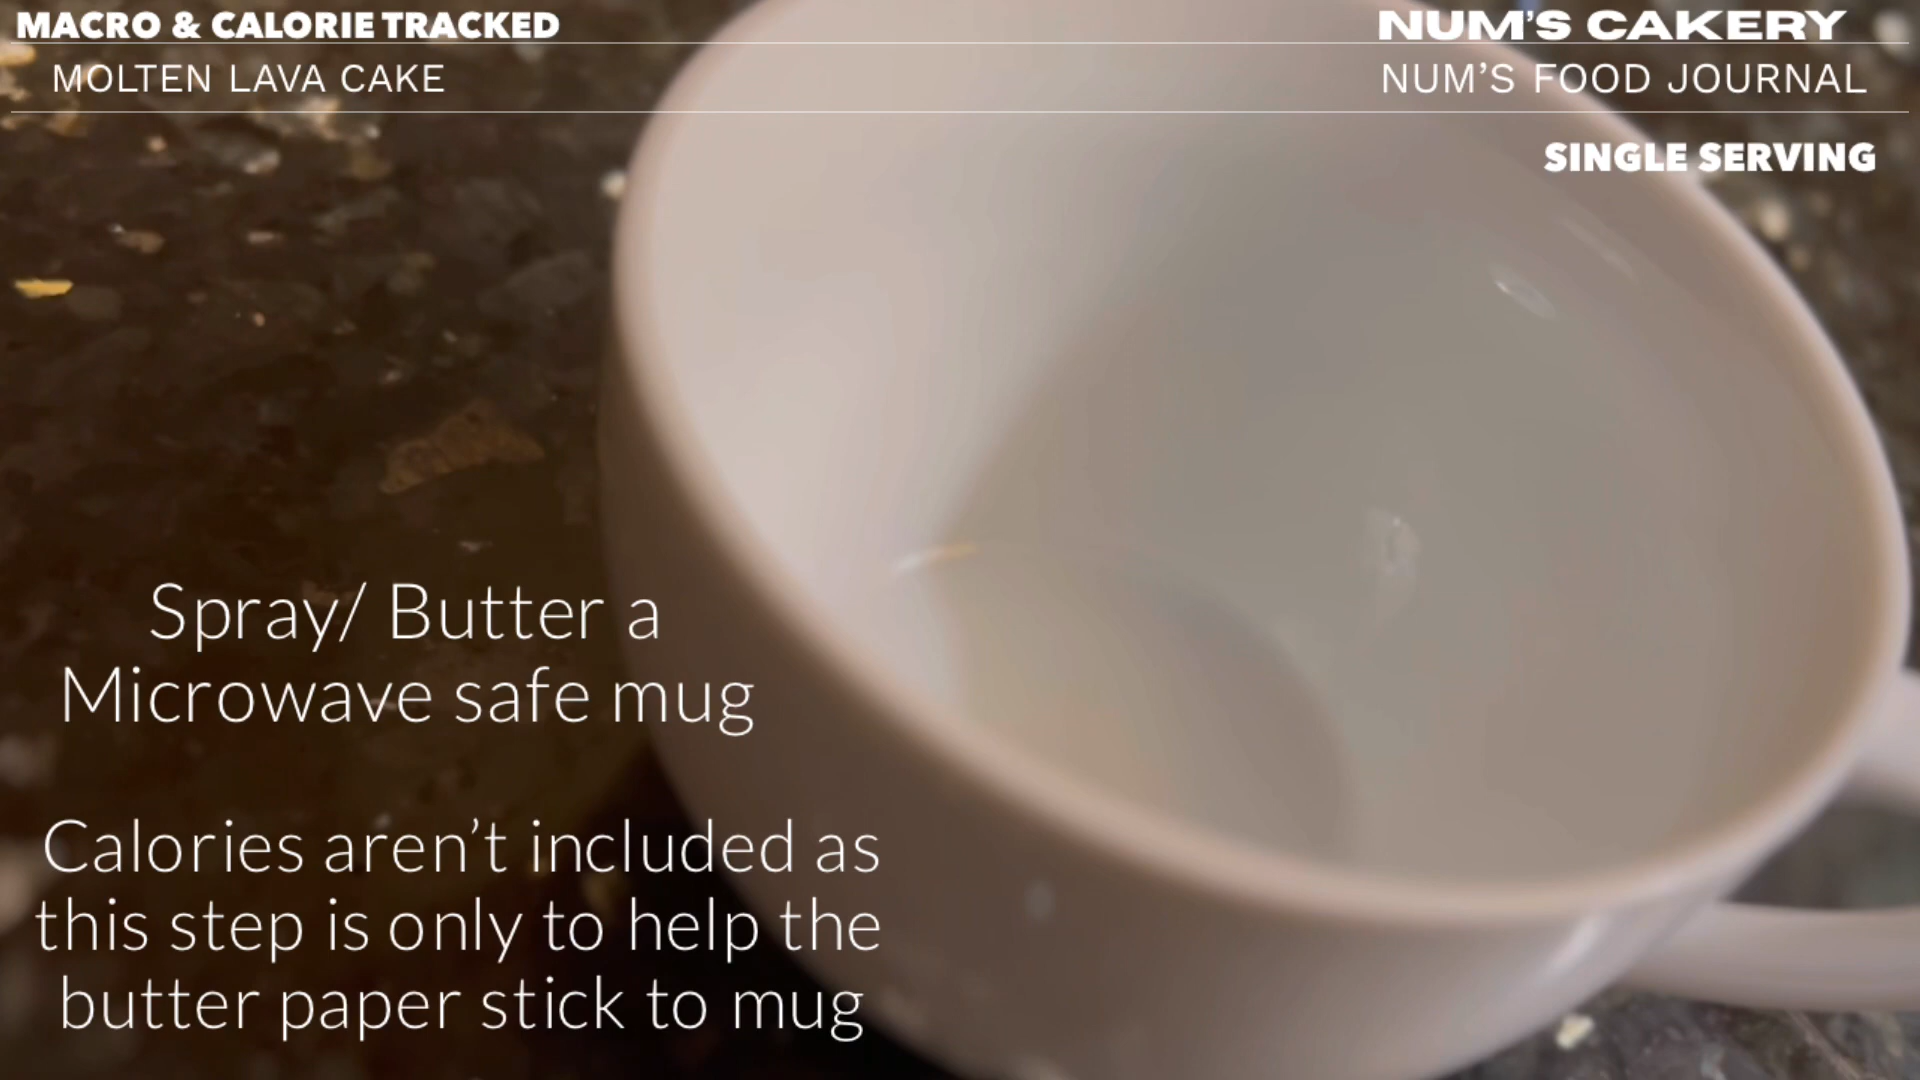 MACRO & CALORIE TRACKED
MOLTEN LAVA CAKE
NUM'S CAKERY
NUM'S FOOD JOURNAL
SINGLE SERVING
Spray/ Butter a
Microwave safe mug
Calories aren't included as
this step is only to help the
butter paper stick to mug